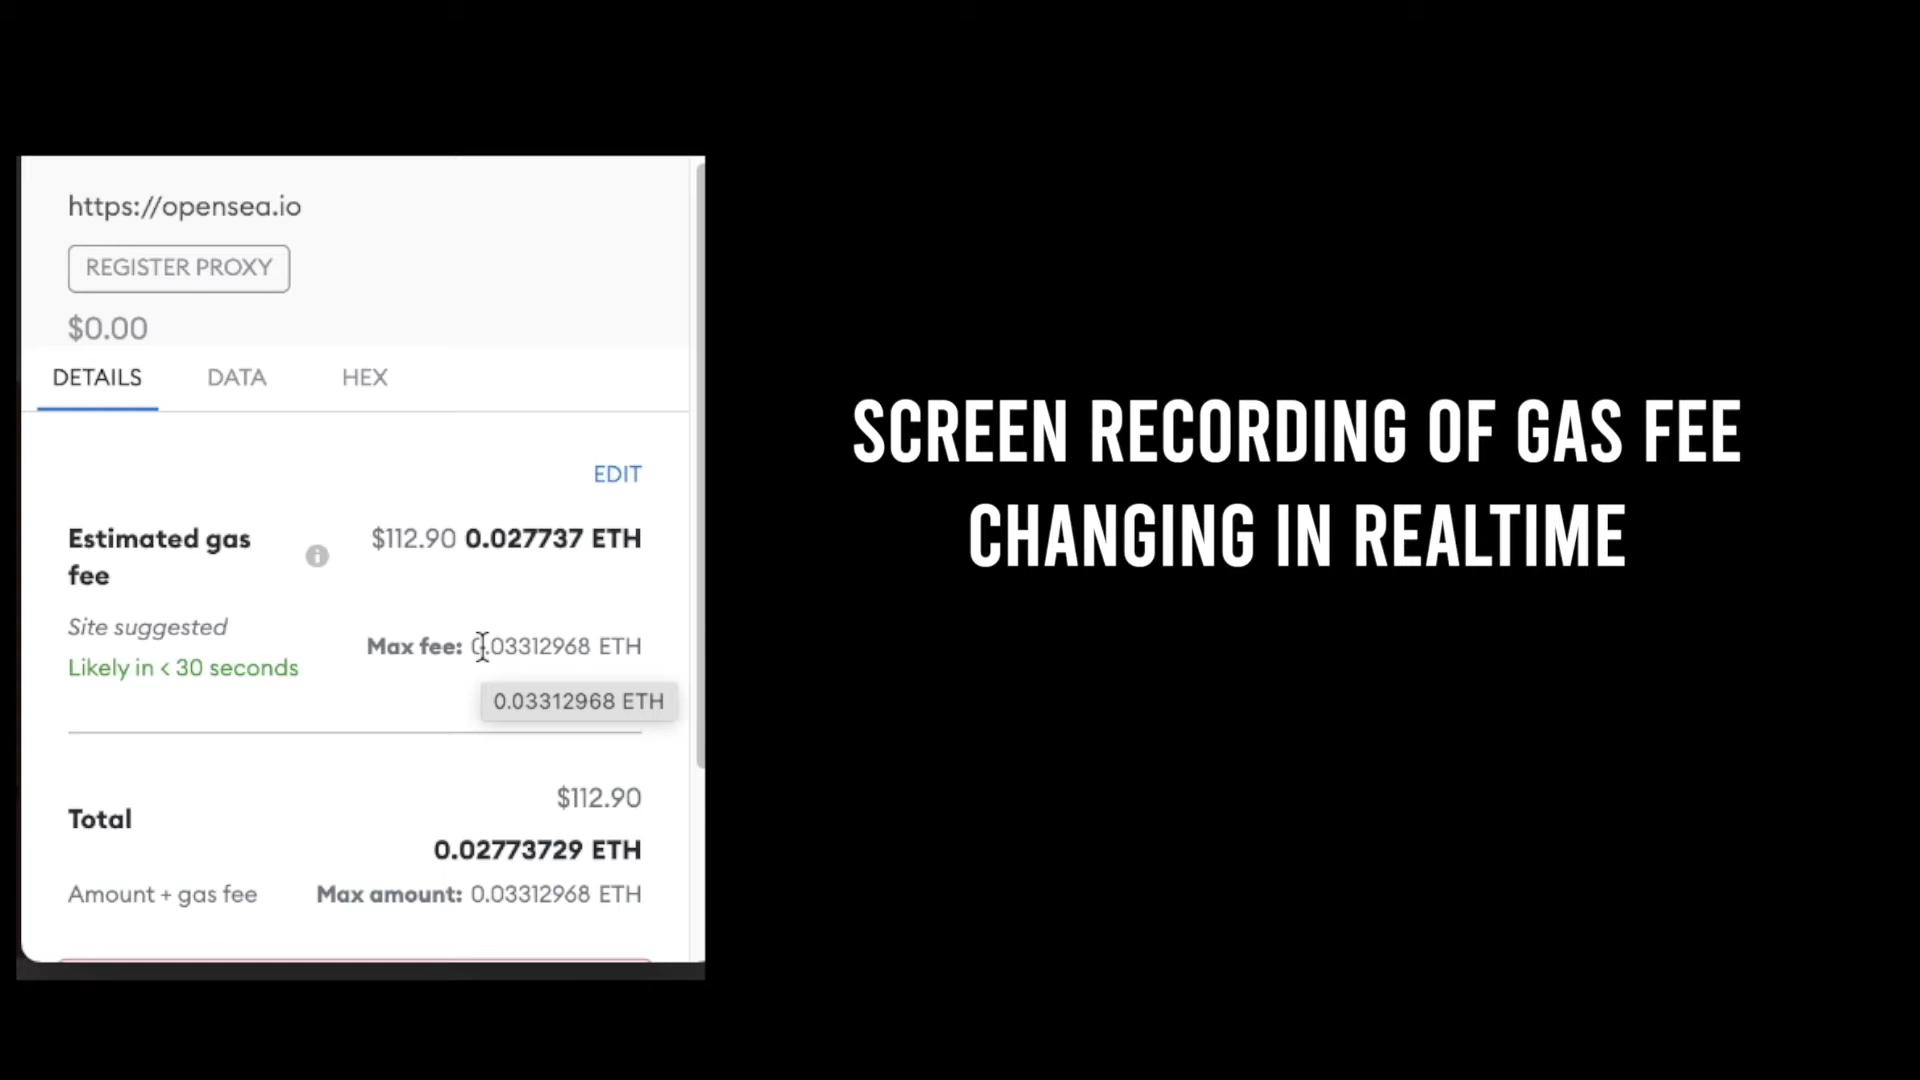 https://opensea.io
REGISTER PROXY
$0.00
DETAILS DATA HEX
EDIT
Estimated gas fee
$112.90 0.027737 ETH
Site suggested
Likely in < 30 seconds
Max fee: 0.03312968 ETH
0.03312968 ETH
Total
$112.90
0.02773729 ETH
Amount + gas fee
Max amount: 0.03312968 ETH
SCREEN RECORDING OF GAS FEE
CHANGING IN REALTIME